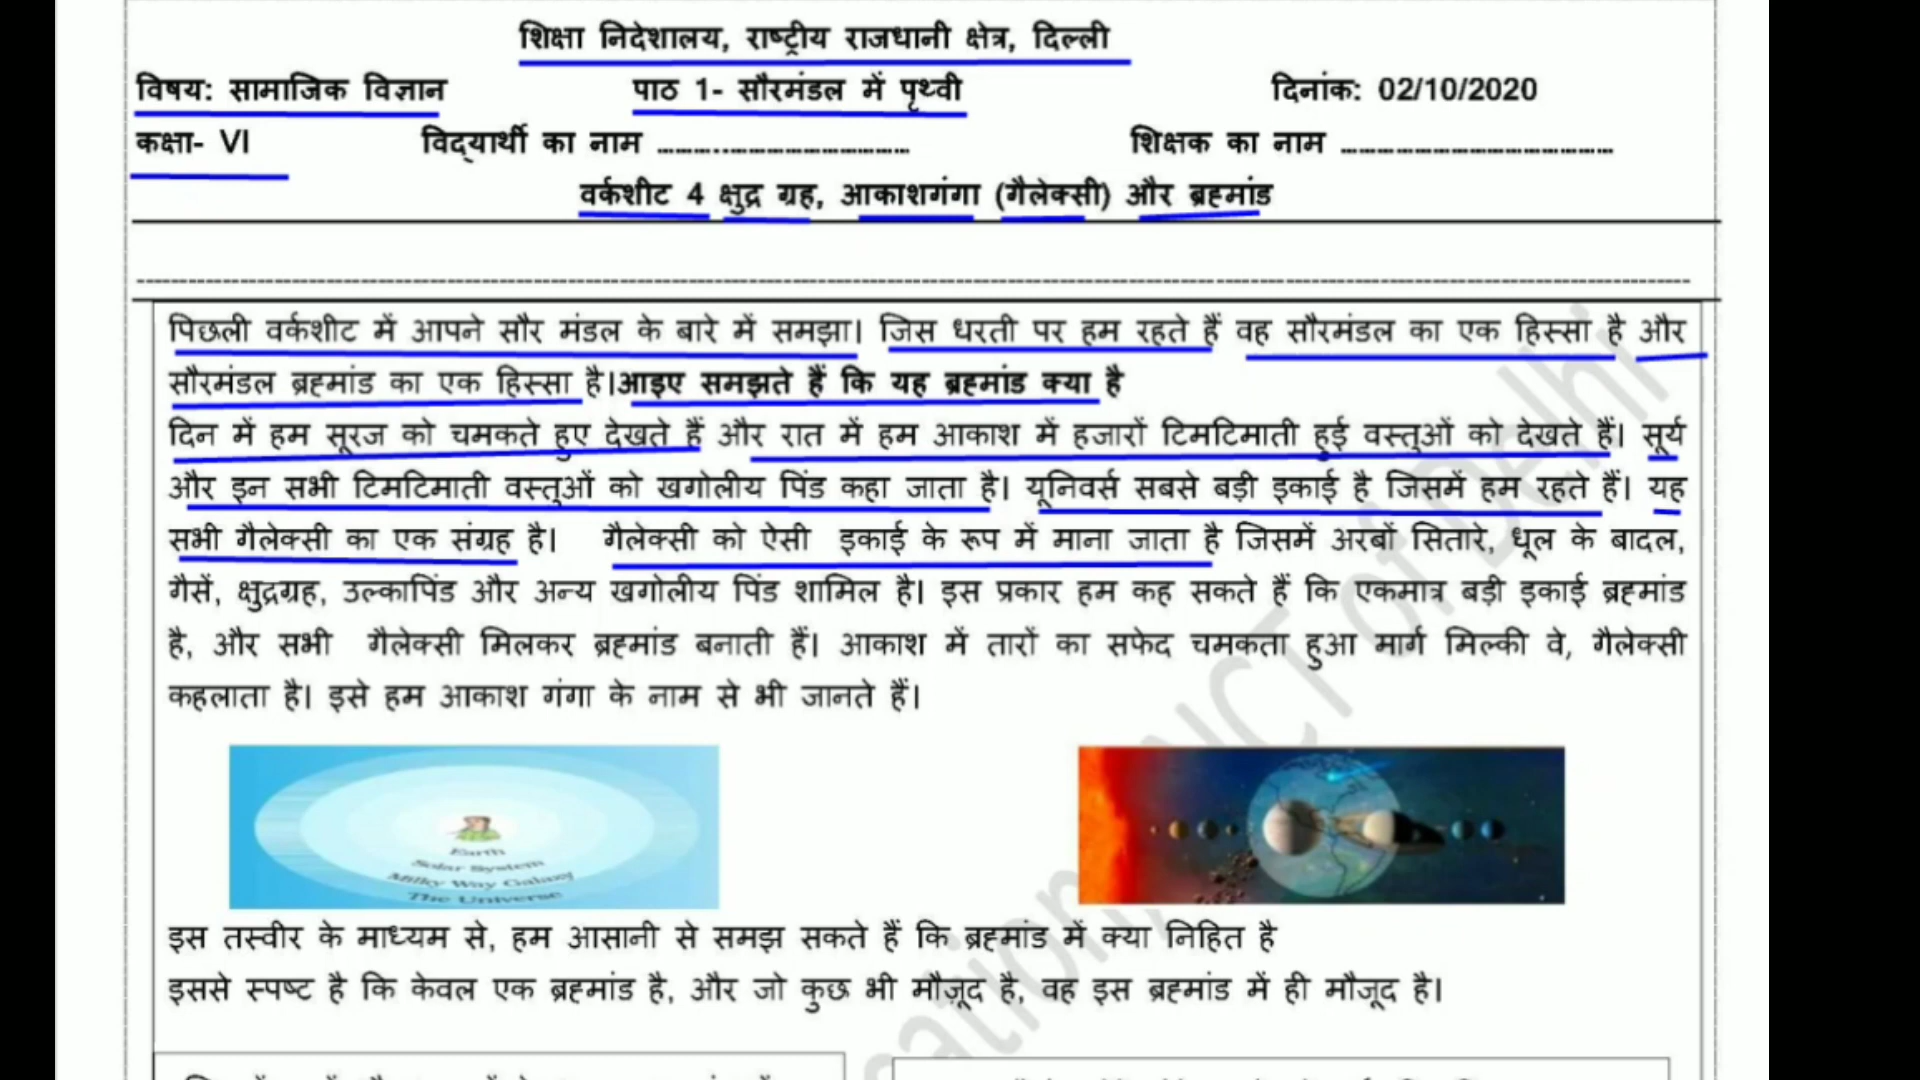 शिक्षा निदेशालय, राष्ट्रीय राजधानी क्षेत्र, दिल्ली
विषय: सामाजिक विज्ञान पाठ 1- सौरमंडल में पृथ्वी दिनांक: 02/10/2020
कक्षा- VI विद्यार्थी का नाम ................................ शिक्षक का नाम ................................
वर्कशीट 4 क्षुद्र ग्रह, आकाशगंगा (गैलेक्सी) और ब्रह्मांड
पिछली वर्कशीट में आपने सौर मंडल के बारे में समझा। जिस धरती पर हम रहते हैं वह सौरमंडल का एक हिस्सा है और
सौरमंडल ब्रह्मांड का एक हिस्सा है।आइए समझते हैं कि यह ब्रह्मांड क्या है
दिन में हम सूरज को चमकते हुए देखते हैं और रात में हम आकाश में हजारों टिमटिमाती हुई वस्तुओं को देखते हैं। सूर्य
और इन सभी टिमटिमाती वस्तुओं को खगोलीय पिंड कहा जाता है। यूनिवर्स सबसे बड़ी इकाई है जिसमें हम रहते हैं। यह
सभी गैलेक्सी का एक संग्रह है। गैलेक्सी को ऐसी इकाई के रूप में माना जाता है जिसमें अरबों सितारे, धूल के बादल,
गैसें, क्षुद्रग्रह, उल्कापिंड और अन्य खगोलीय पिंड शामिल है। इस प्रकार हम कह सकते हैं कि एकमात्र बड़ी इकाई ब्रह्मांड
है, और सभी गैलेक्सी मिलकर ब्रह्मांड बनाती हैं। आकाश में तारों का सफेद चमकता हुआ मार्ग मिल्की वे, गैलेक्सी
कहलाता है। इसे हम आकाश गंगा के नाम से भी जानते हैं।
Earth
Solar System
Milky Way Galaxy
The Universe
इस तस्वीर के माध्यम से, हम आसानी से समझ सकते हैं कि ब्रह्मांड में क्या निहित है
इससे स्पष्ट है कि केवल एक ब्रह्मांड है, और जो कुछ भी मौजूद है, वह इस ब्रह्मांड में ही मौजूद है।
NCT of Delhi